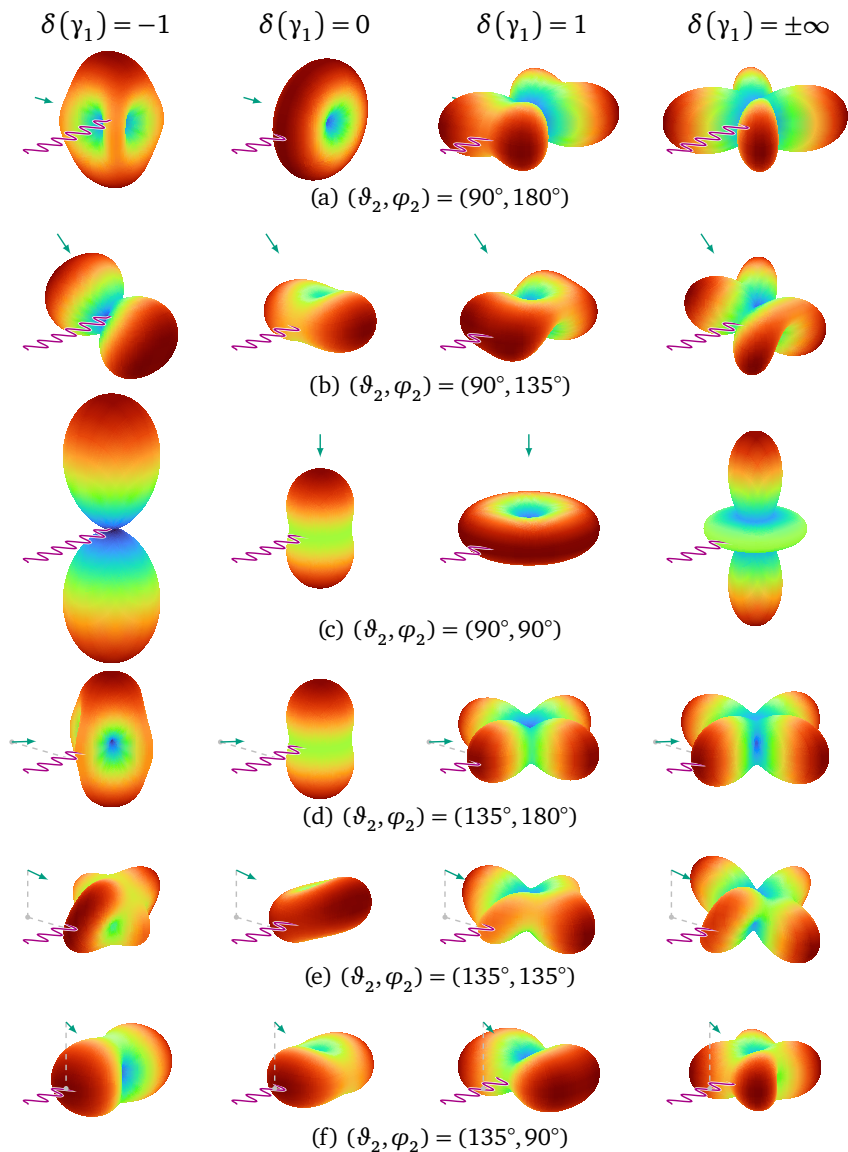 δ(γ₁) = −1 δ(γ₁) = 0 δ(γ₁) = 1 δ(γ₁) = ±∞
(a) (ϑ₂, φ₂) = (90°, 180°)
(b) (ϑ₂, φ₂) = (90°, 135°)
(c) (ϑ₂, φ₂) = (90°, 90°)
(d) (ϑ₂, φ₂) = (135°, 180°)
(e) (ϑ₂, φ₂) = (135°, 135°)
(f) (ϑ₂, φ₂) = (135°, 90°)